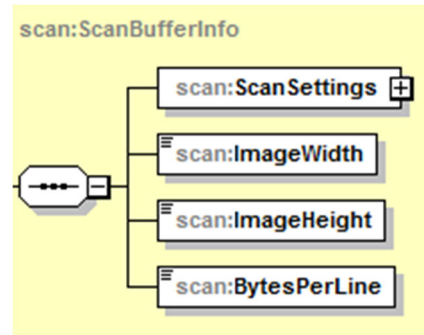 scan:ScanBufferInfo
scan:ScanSettings
scan:ImageWidth
scan:ImageHeight
scan:BytesPerLine